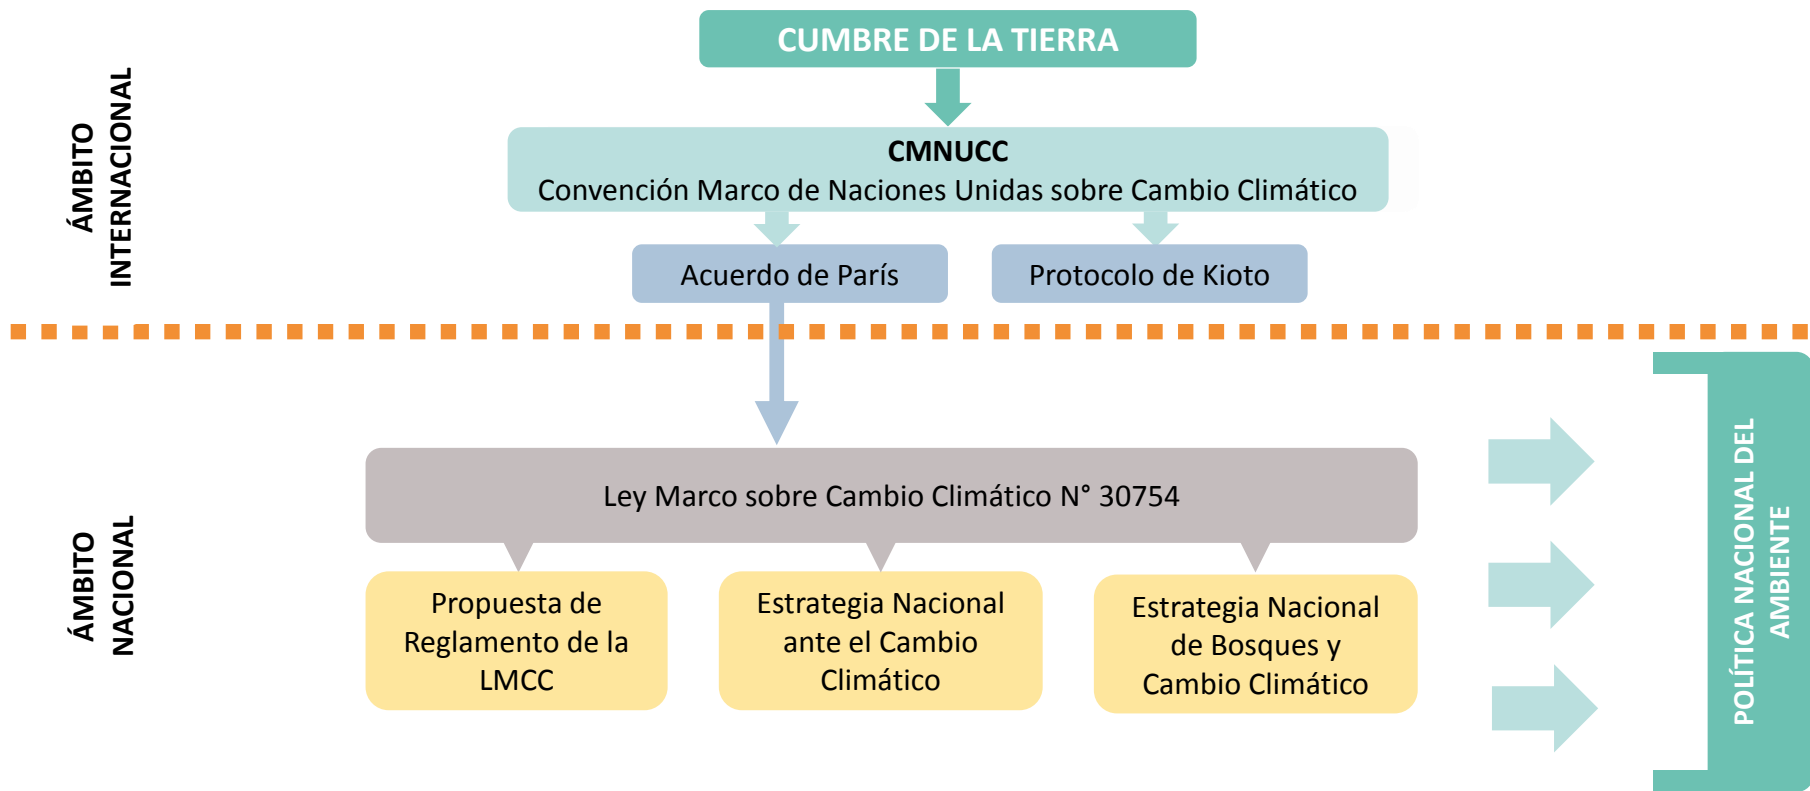 CUMBRE DE LA TIERRA
ÁMBITO
INTERNACIONAL
CMNUCC
Convención Marco de Naciones Unidas sobre Cambio Climático
Acuerdo de París
Protocolo de Kioto
ÁMBITO
NACIONAL
Ley Marco sobre Cambio Climático N° 30754
Propuesta de
Reglamento de la
LMCC
Estrategia Nacional
ante el Cambio
Climático
Estrategia Nacional
de Bosques y
Cambio Climático
POLÍTICA NACIONAL DEL
AMBIENTE